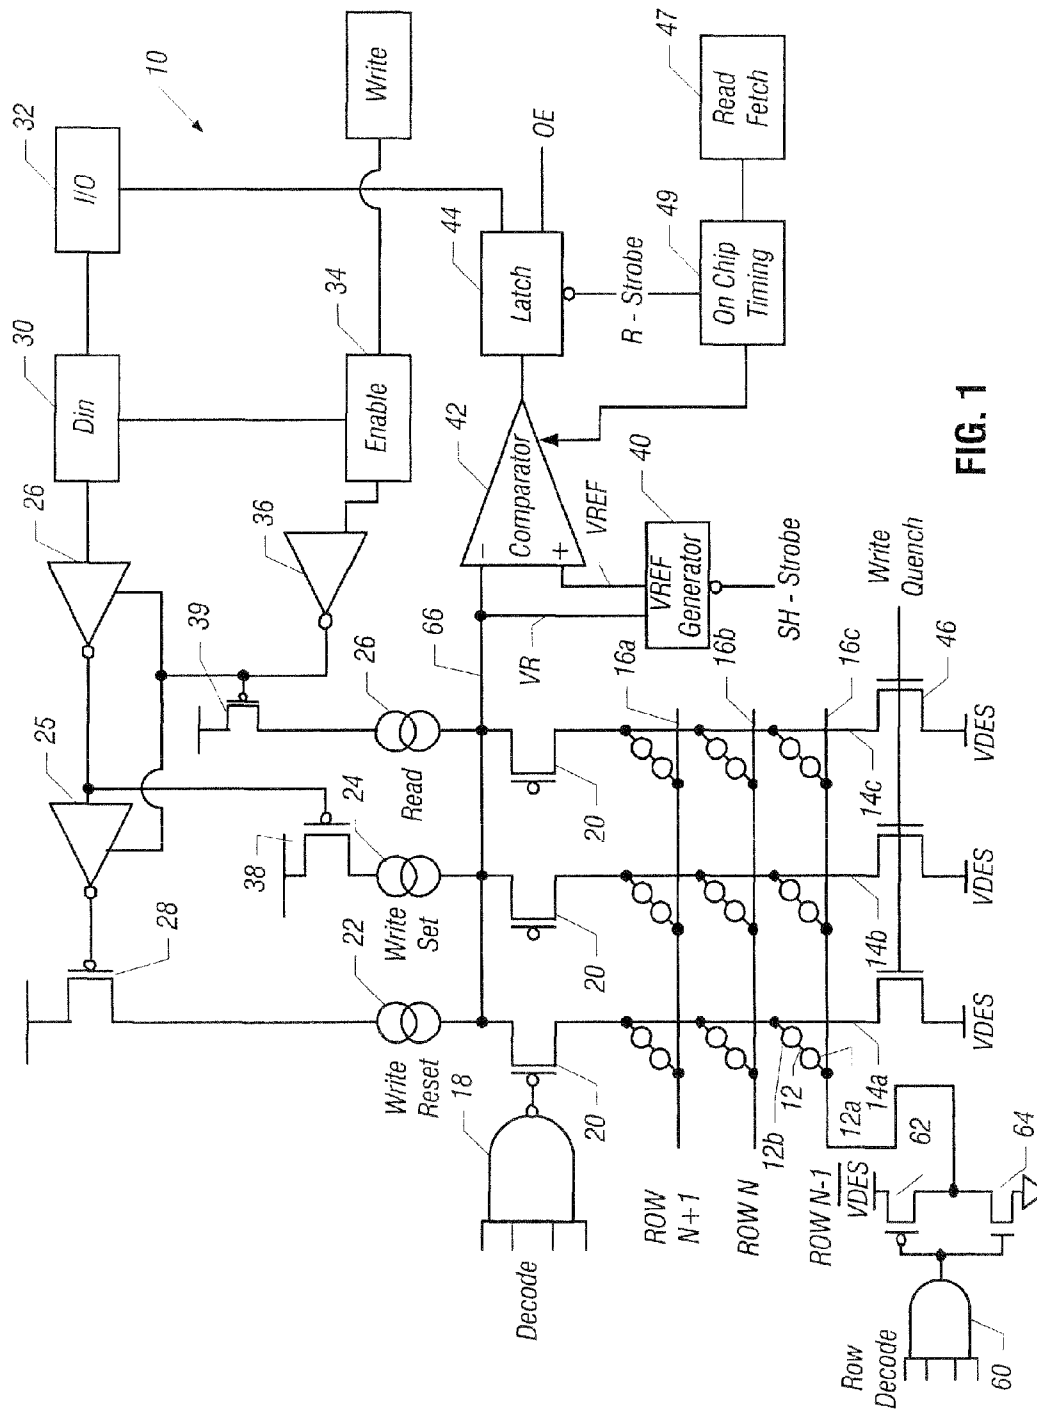 10
32
I/O
Write
47
Read
Fetch
30
Din
34
Enable
44
Latch
OE
49
On Chip
Timing
R - Strobe
26
36
42
Comparator
-
+
40
VREF
VREF
Generator
SH - Strobe
39
26
Read
66
VR
16a
16b
16c
Write
Quench
46
25
24
38
Write
Set
28
22
Write
Reset
18
Decode
20
20
20
14c
14b
14a
VDES
VDES
VDES
12b
12
12a
ROW
N+1
ROW N
ROW N-1
VDES
62
64
Row
Decode
60
FIG. 1